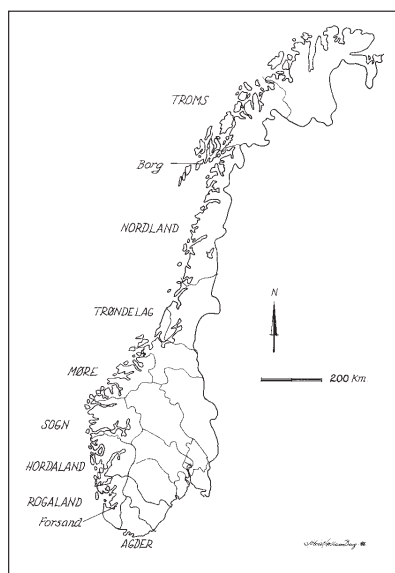 TROMS
Borg
NORDLAND
N
TRØNDELAG
MØRE
200 Km
SOGN
HORDALAND
ROGALAND
Forsand
AGDER